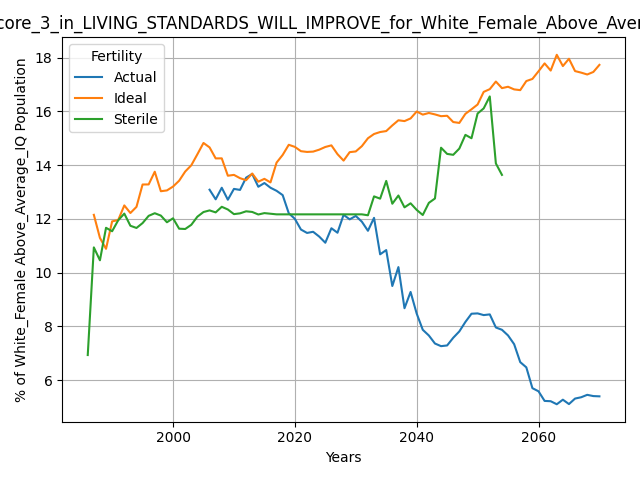 core_3_in_LIVING_STANDARDS_WILL_IMPROVE_for_White_Female_Above_Aver
Fertility
Actual
Ideal
Sterile
18
16
14
12
10
8
6
% of White_Female Above_Average_IQ Population
2000
2020
2040
2060
Years